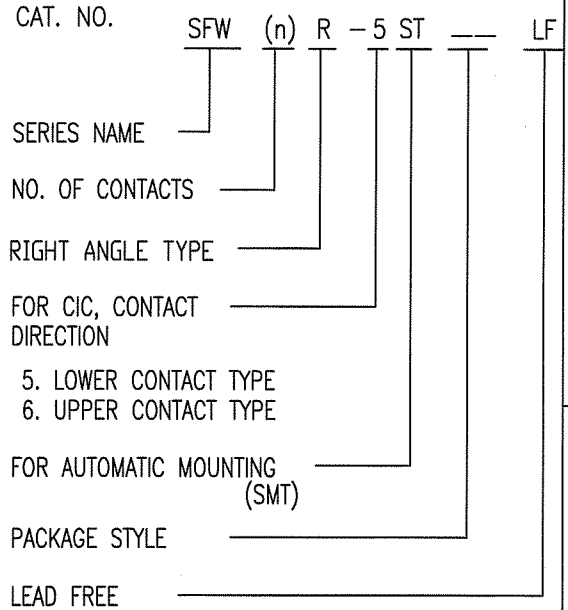 CAT. NO. SFW (n) R - 5 ST __ LF
SERIES NAME
NO. OF CONTACTS
RIGHT ANGLE TYPE
FOR CIC, CONTACT
DIRECTION
5. LOWER CONTACT TYPE
6. UPPER CONTACT TYPE
FOR AUTOMATIC MOUNTING
(SMT)
PACKAGE STYLE
LEAD FREE